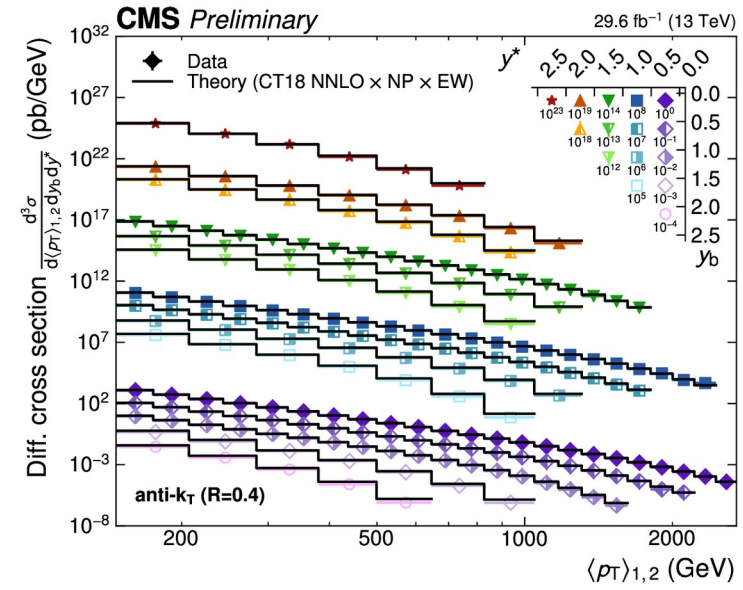 CMS Preliminary
29.6 fb⁻¹ (13 TeV)
Data
Theory (CT18 NNLO × NP × EW)
y*
2.5 2.0 1.5 1.0 0.5 0.0
10²³ 10¹⁹ 10¹⁴ 10⁸ 10⁰
10¹⁸ 10¹³ 10⁷ 10⁻¹
10¹² 10⁶ 10⁻²
10⁵ 10⁻³
10⁻⁴
0.0
0.5
1.0
1.5
2.0
2.5
y_b
Diff. cross section d³σ / d⟨p_T⟩₁,₂ dy_b dy* (pb/GeV)
10³²
10²⁷
10²²
10¹⁷
10¹²
10⁷
10²
10⁻³
10⁻⁸
anti-k_T (R=0.4)
200 500 1000 2000
⟨p_T⟩₁,₂ (GeV)